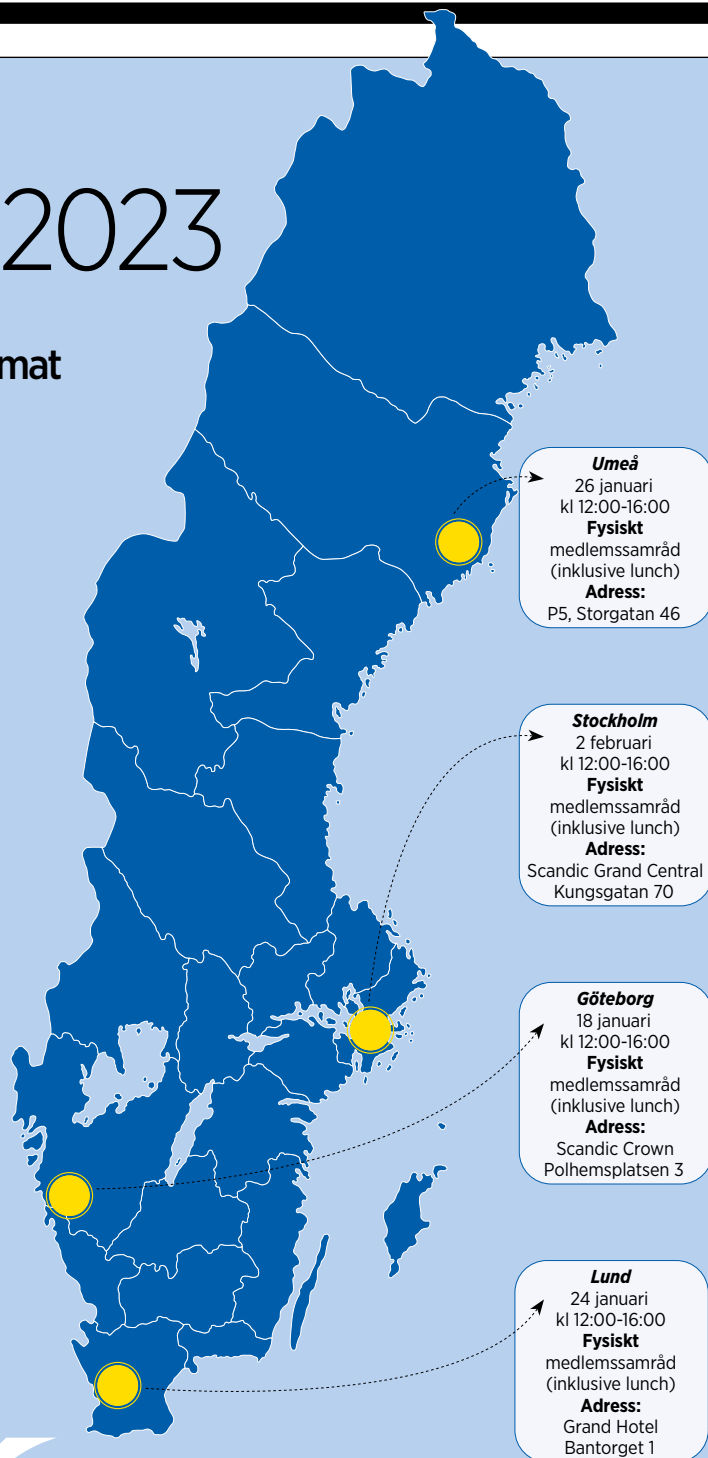 2023
mat
Umeå
26 januari
kl 12:00-16:00
Fysiskt
medlemssamråd
(inklusive lunch)
Adress:
P5, Storgatan 46
Stockholm
2 februari
kl 12:00-16:00
Fysiskt
medlemssamråd
(inklusive lunch)
Adress:
Scandic Grand Central
Kungsgatan 70
Göteborg
18 januari
kl 12:00-16:00
Fysiskt
medlemssamråd
(inklusive lunch)
Adress:
Scandic Crown
Polhemsplatsen 3
Lund
24 januari
kl 12:00-16:00
Fysiskt
medlemssamråd
(inklusive lunch)
Adress:
Grand Hotel
Bantorget 1